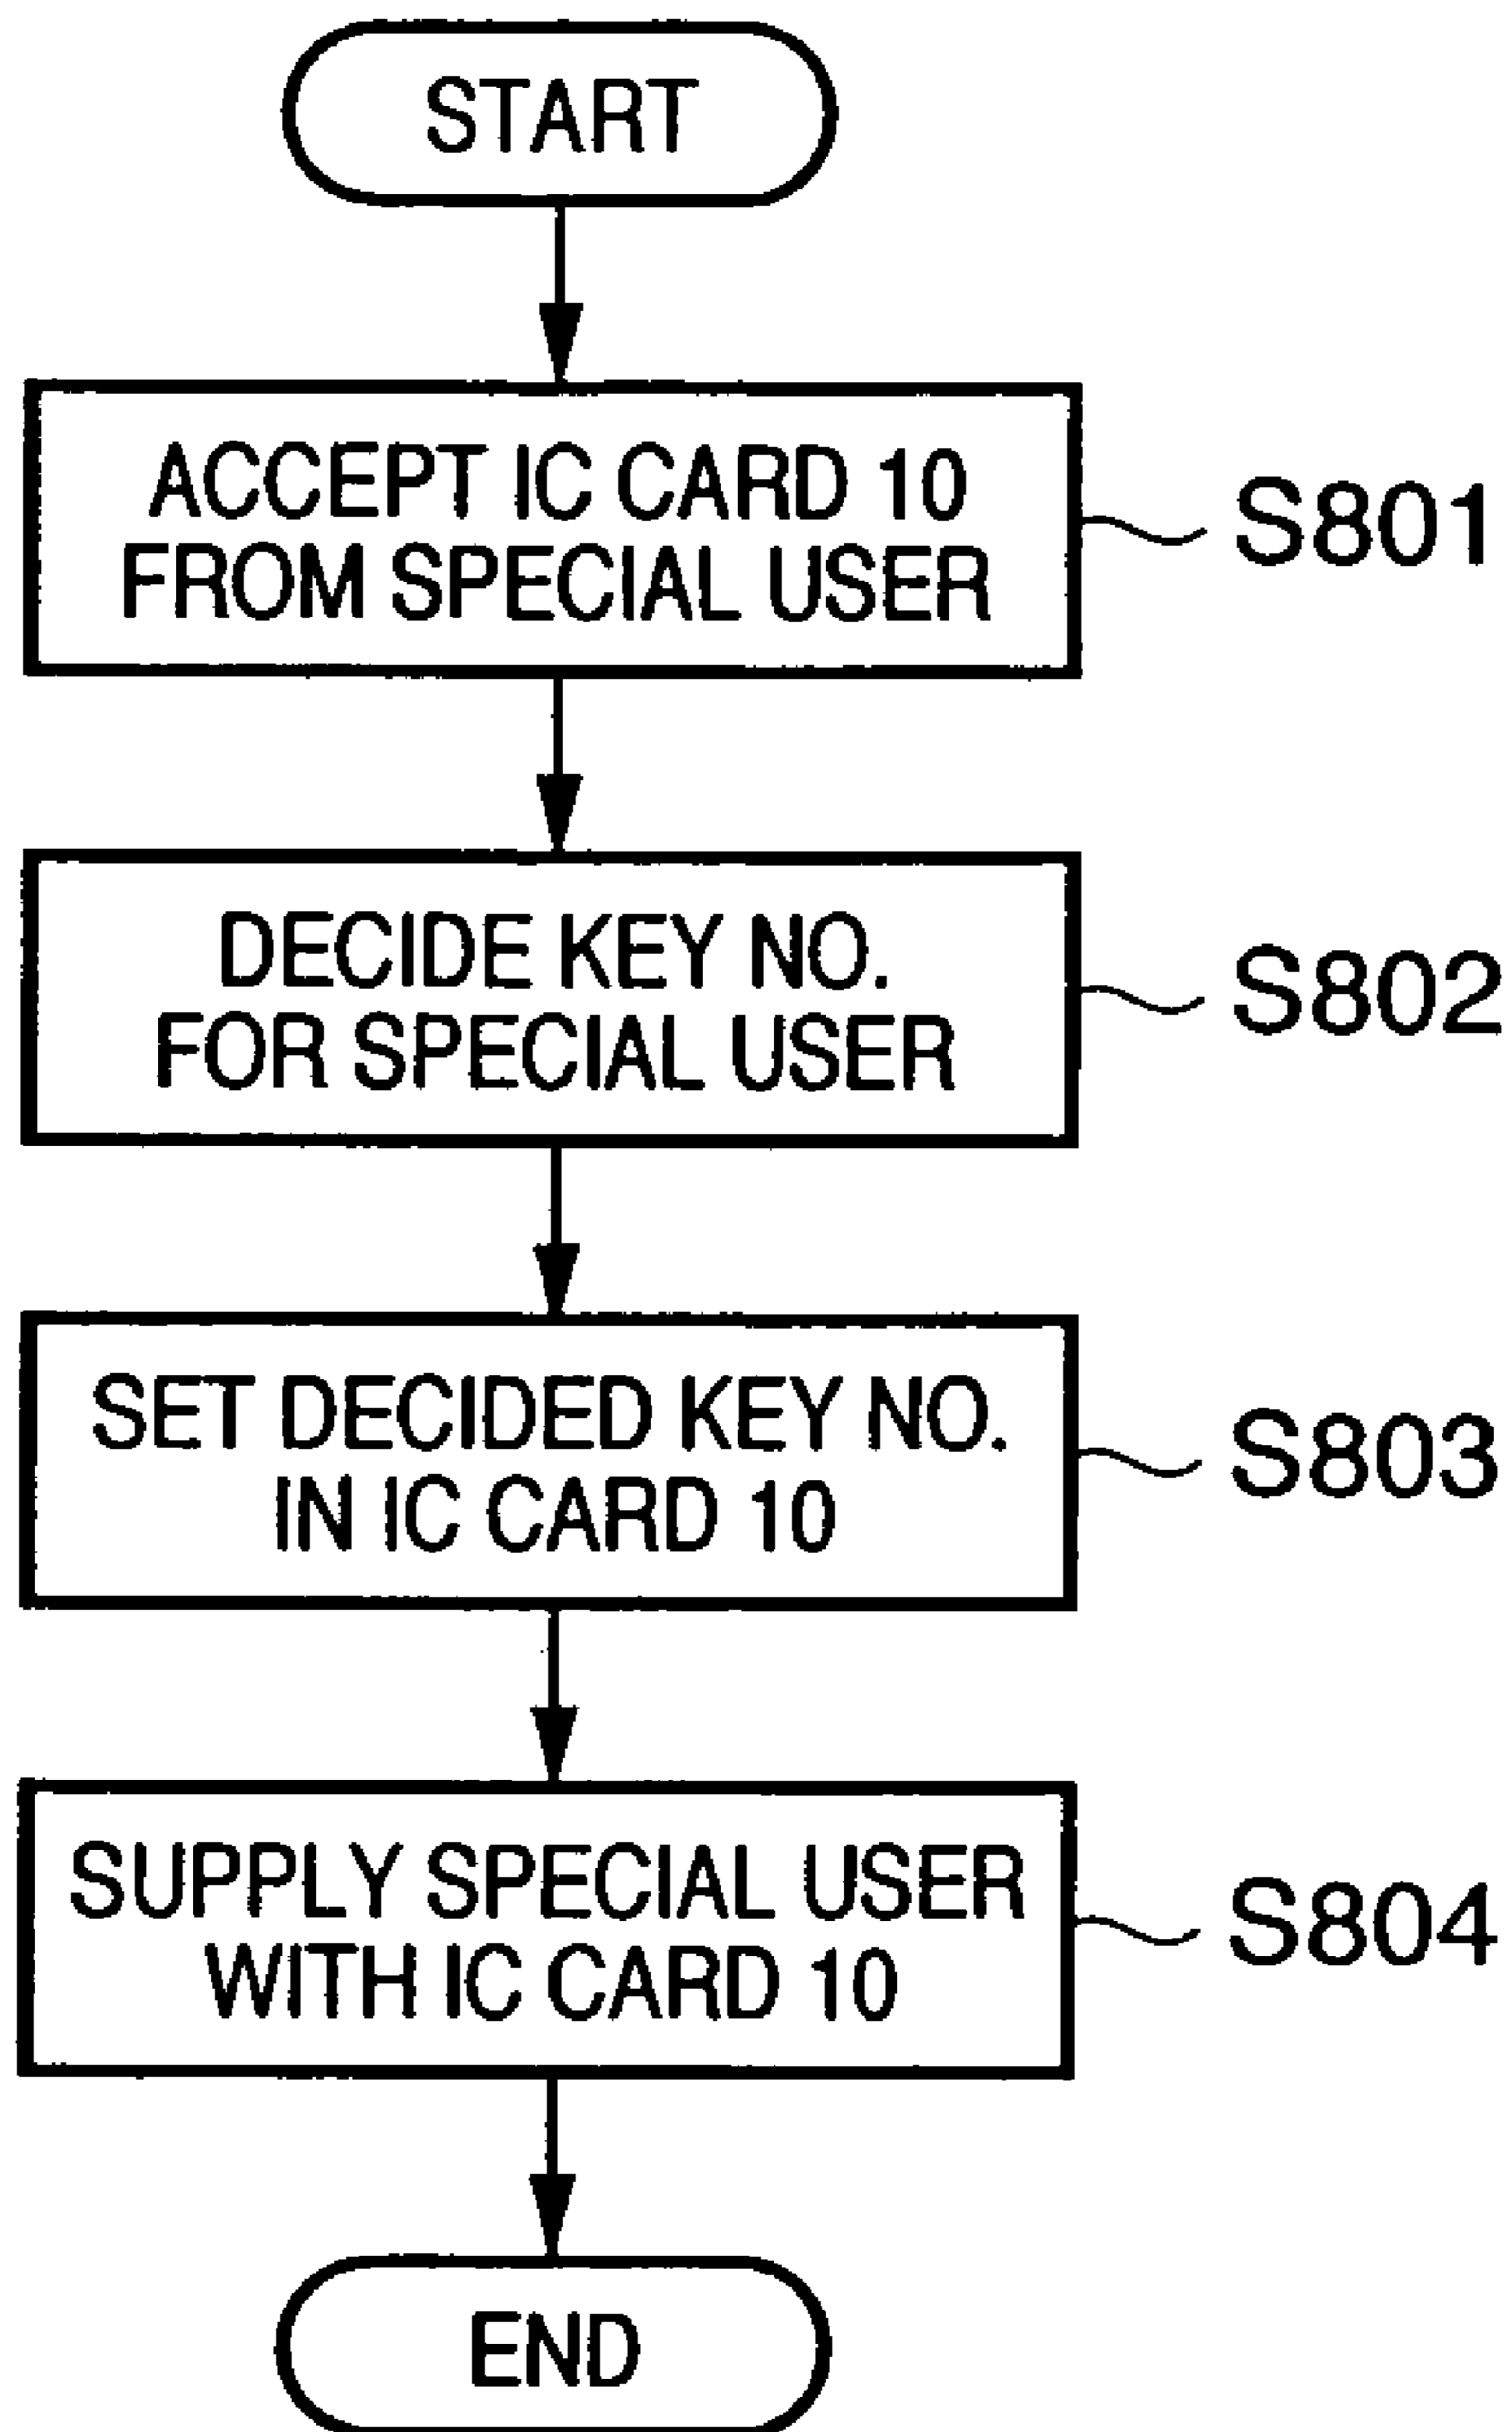 START
ACCEPT IC CARD 10
FROM SPECIAL USER
S801
DECIDE KEY NO.
FOR SPECIAL USER
S802
SET DECIDED KEY NO.
IN IC CARD 10
S803
SUPPLY SPECIAL USER
WITH IC CARD 10
S804
END